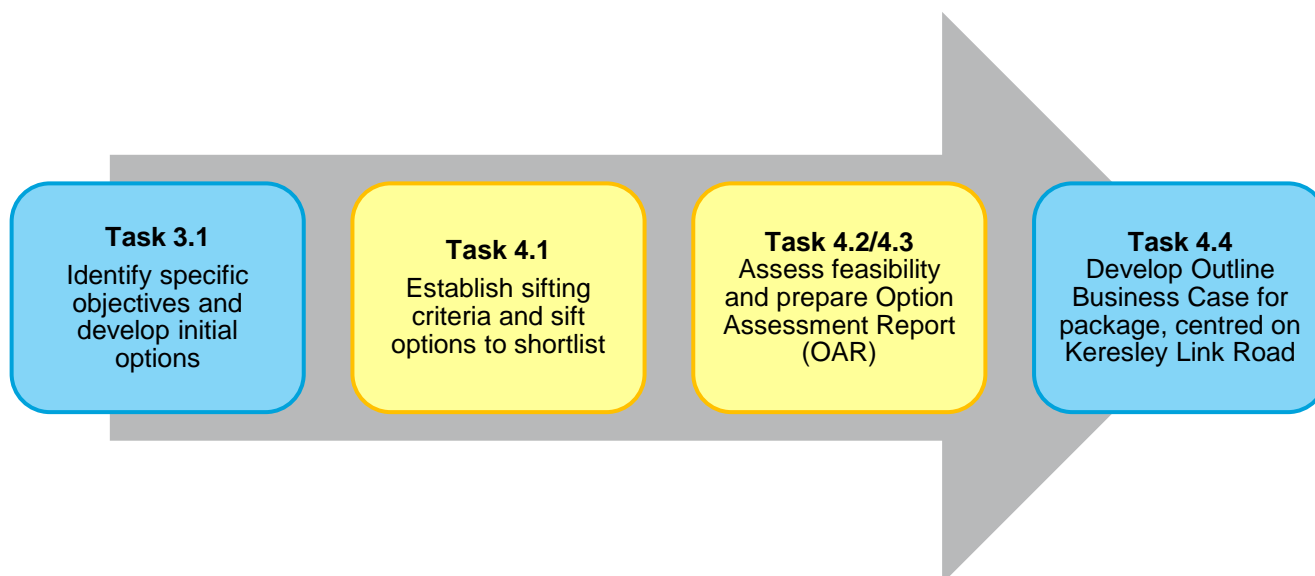 Task 3.1
Identify specific
objectives and
develop initial
options
Task 4.1
Establish sifting
criteria and sift
options to shortlist
Task 4.2/4.3
Assess feasibility
and prepare Option
Assessment Report
(OAR)
Task 4.4
Develop Outline
Business Case for
package, centred on
Keresley Link Road